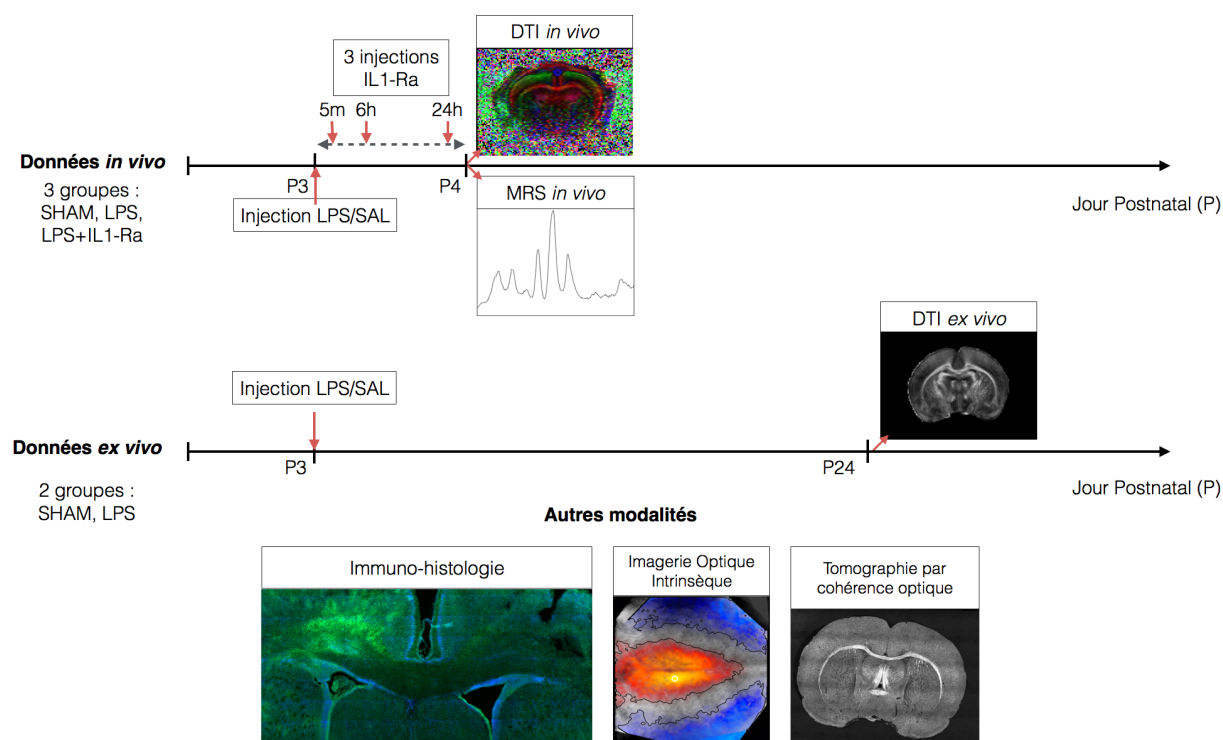 DTI in vivo
3 injections
IL1-Ra
5m 6h 24h
Données in vivo
3 groupes :
SHAM, LPS,
LPS+IL1-Ra
P3
P4
Injection LPS/SAL
MRS in vivo
Jour Postnatal (P)
DTI ex vivo
Injection LPS/SAL
Données ex vivo
2 groupes :
SHAM, LPS
P3
P24
Jour Postnatal (P)
Autres modalités
Immuno-histologie
Imagerie Optique
Intrinsèque
Tomographie par
cohérence optique